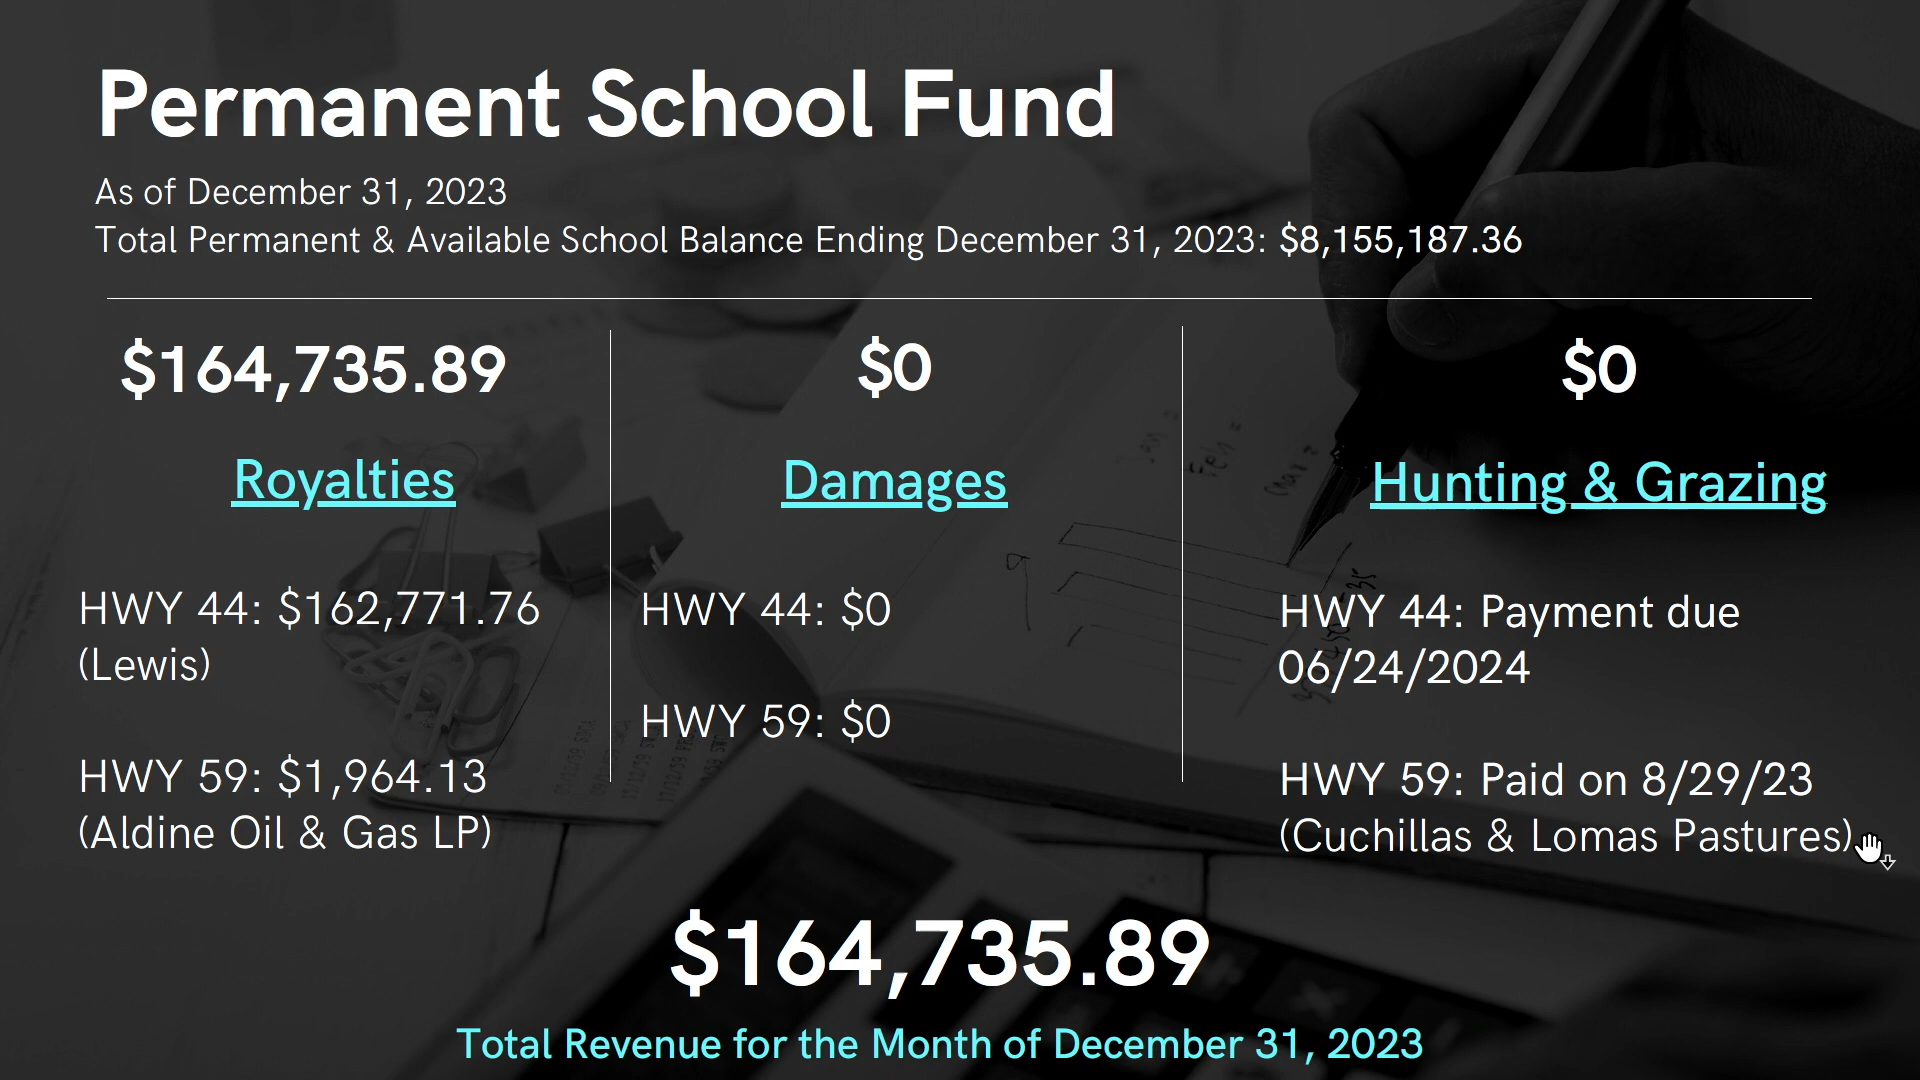 Permanent School Fund
As of December 31, 2023
Total Permanent & Available School Balance Ending December 31, 2023: $8,155,187.36
$164,735.89
Royalties
HWY 44: $162,771.76
(Lewis)
HWY 59: $1,964.13
(Aldine Oil & Gas LP)
$0
Damages
HWY 44: $0
HWY 59: $0
$0
Hunting & Grazing
HWY 44: Payment due
06/24/2024
HWY 59: Paid on 8/29/23
(Cuchillas & Lomas Pastures)
$164,735.89
Total Revenue for the Month of December 31, 2023